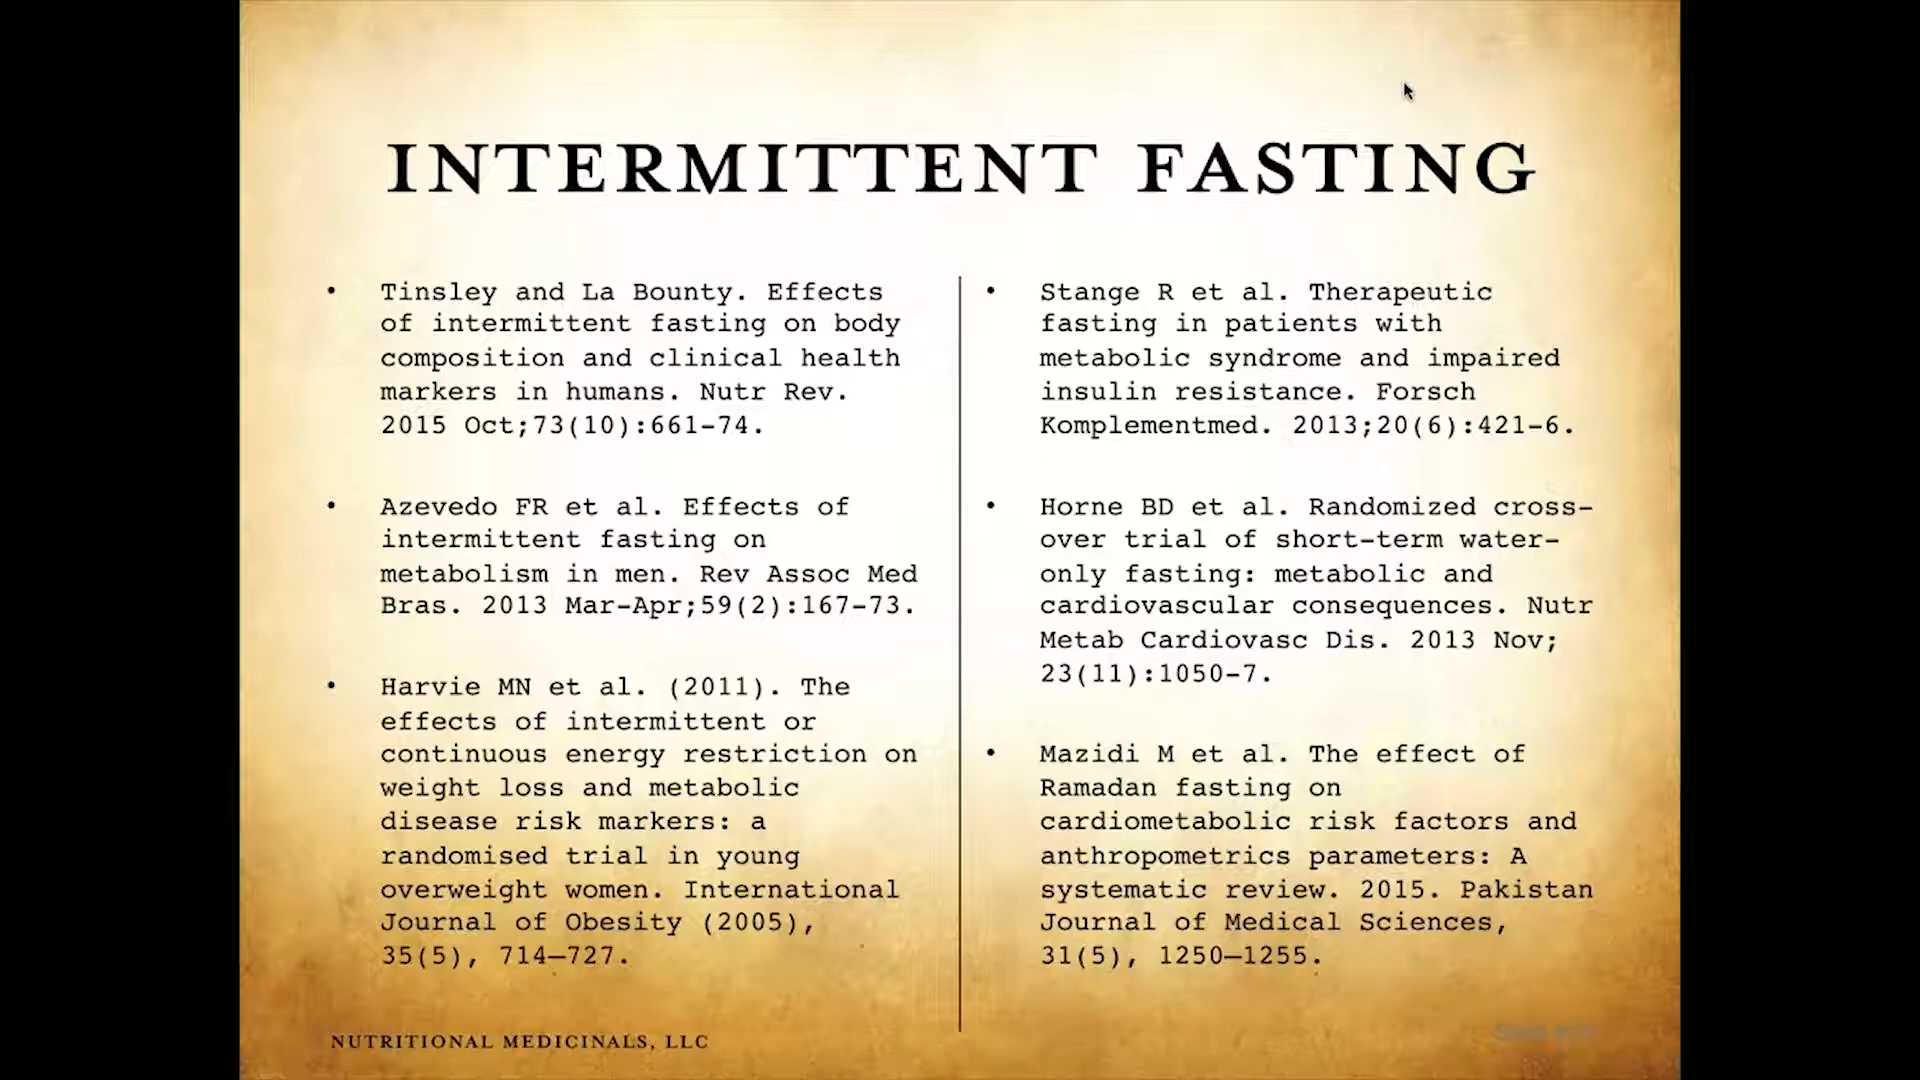 INTERMITTENT FASTING
• Tinsley and La Bounty. Effects
of intermittent fasting on body
composition and clinical health
markers in humans. Nutr Rev.
2015 Oct;73(10):661-74.
• Azevedo FR et al. Effects of
intermittent fasting on
metabolism in men. Rev Assoc Med
Bras. 2013 Mar-Apr;59(2):167-73.
• Harvie MN et al. (2011). The
effects of intermittent or
continuous energy restriction on
weight loss and metabolic
disease risk markers: a
randomised trial in young
overweight women. International
Journal of Obesity (2005),
35(5), 714–727.
• Stange R et al. Therapeutic
fasting in patients with
metabolic syndrome and impaired
insulin resistance. Forsch
Komplementmed. 2013;20(6):421-6.
• Horne BD et al. Randomized cross-
over trial of short-term water-
only fasting: metabolic and
cardiovascular consequences. Nutr
Metab Cardiovasc Dis. 2013 Nov;
23(11):1050-7.
• Mazidi M et al. The effect of
Ramadan fasting on
cardiometabolic risk factors and
anthropometrics parameters: A
systematic review. 2015. Pakistan
Journal of Medical Sciences,
31(5), 1250–1255.
NUTRITIONAL MEDICINALS, LLC